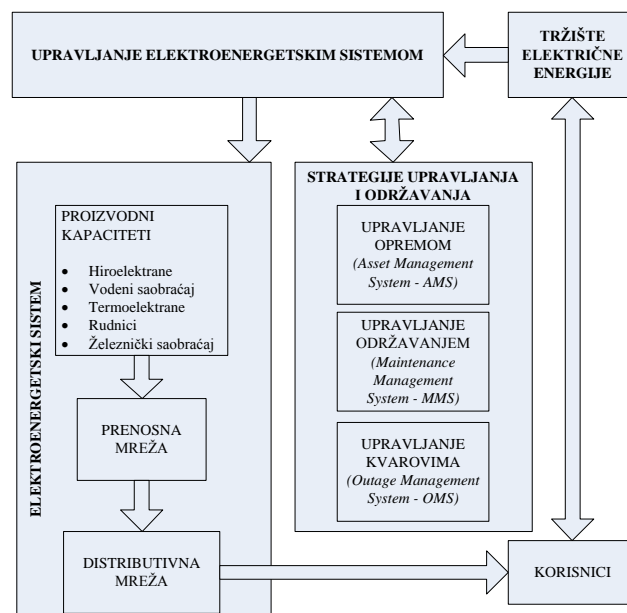 UPRAVLJANJE ELEKTROENERGETSKIM SISTEMOM
TRŽIŠTE
ELEKTRIČNE
ENERGIJE
ELEKTROENERGETSKI SISTEM
PROIZVODNI
KAPACITETI
• Hiroelektrane
• Vodeni saobraćaj
• Termoelektrane
• Rudnici
• Železnički saobraćaj
PRENOSNA
MREŽA
DISTRIBUTIVNA
MREŽA
STRATEGIJE UPRAVLJANJA
I ODRŽAVANJA
UPRAVLJANJE
OPREMOM
(Asset Management
System - AMS)
UPRAVLJANJE
ODRŽAVANJEM
(Maintenance
Management
System - MMS)
UPRAVLJANJE
KVAROVIMA
(Outage Management
System - OMS)
KORISNICI